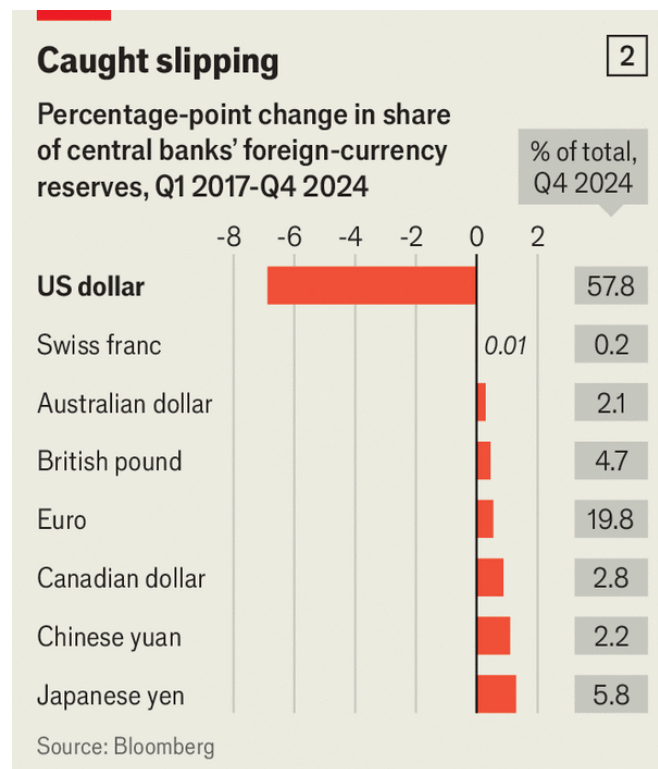 Caught slipping
2
Percentage-point change in share
of central banks’ foreign-currency
reserves, Q1 2017-Q4 2024
% of total,
Q4 2024
-8 -6 -4 -2 0 2
US dollar 57.8
Swiss franc 0.01 0.2
Australian dollar 2.1
British pound 4.7
Euro 19.8
Canadian dollar 2.8
Chinese yuan 2.2
Japanese yen 5.8
Source: Bloomberg